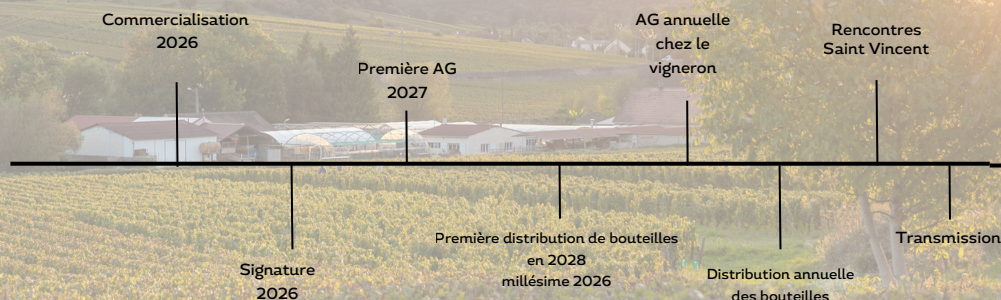 Commercialisation
2026
Première AG
2027
AG annuelle
chez le
vigneron
Rencontres
Saint Vincent
Signature
2026
Première distribution de bouteilles
en 2028
millésime 2026
Distribution annuelle
des bouteilles
Transmission